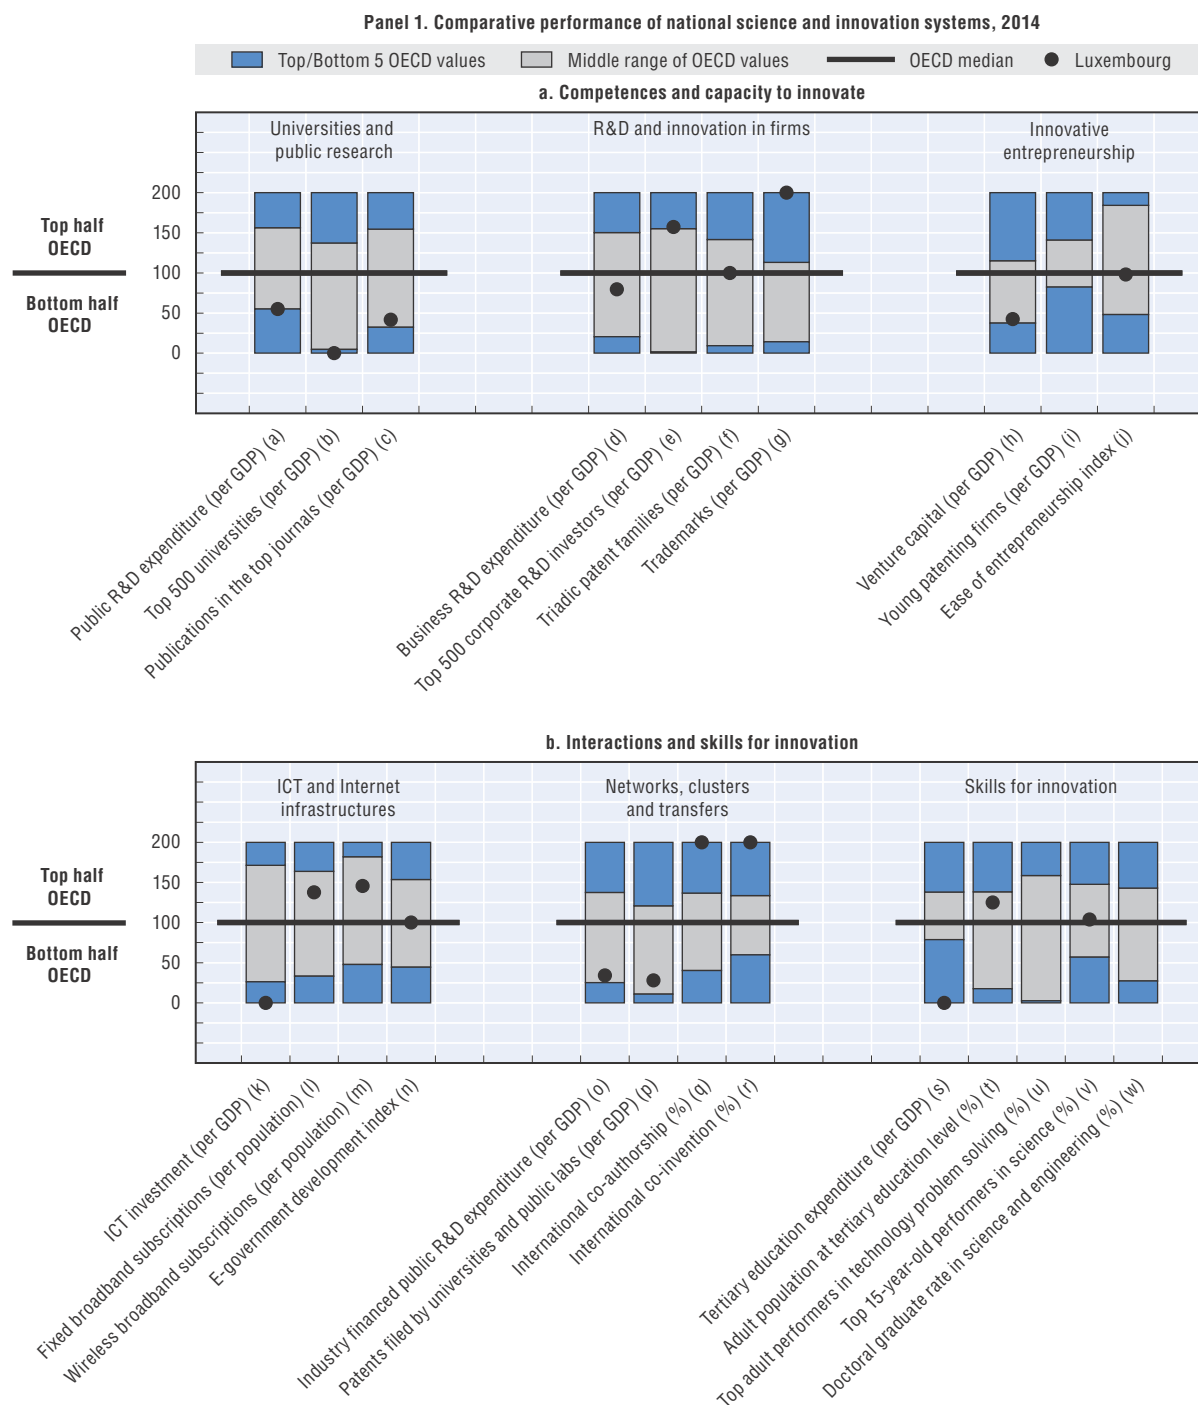 Panel 1. Comparative performance of national science and innovation systems, 2014
Top/Bottom 5 OECD values
Middle range of OECD values
OECD median
Luxembourg
a. Competences and capacity to innovate
Universities and
public research
R&D and innovation in firms
Innovative
entrepreneurship
200
150
100
50
0
Top half
OECD
Bottom half
OECD
Public R&D expenditure (per GDP) (a)
Top 500 universities (per GDP) (b)
Publications in the top journals (per GDP) (c)
Business R&D expenditure (per GDP) (d)
Top 500 corporate R&D investors (per GDP) (e)
Triadic patent families (per GDP) (f)
Trademarks (per GDP) (g)
Venture capital (per GDP) (h)
Young patenting firms (per GDP) (i)
Ease of entrepreneurship index (j)
b. Interactions and skills for innovation
ICT and Internet
infrastructures
Networks, clusters
and transfers
Skills for innovation
200
150
100
50
0
Top half
OECD
Bottom half
OECD
ICT investment (per GDP) (k)
Fixed broadband subscriptions (per population) (l)
Wireless broadband subscriptions (per population) (m)
E-government development index (n)
Industry financed public R&D expenditure (per GDP) (o)
Patents filed by universities and public labs (per GDP) (p)
International co-authorship (%) (q)
International co-invention (%) (r)
Tertiary education expenditure (per GDP) (s)
Adult population at tertiary education level (%) (t)
Top adult performers in technology problem solving (%) (u)
Top 15-year-old performers in science (%) (v)
Doctoral graduate rate in science and engineering (%) (w)